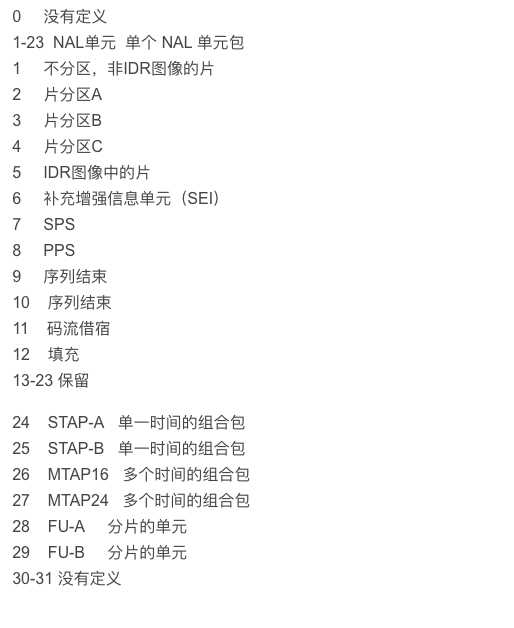 0 没有定义
1-23 NAL单元 单个 NAL 单元包
1 不分区，非IDR图像的片
2 片分区A
3 片分区B
4 片分区C
5 IDR图像中的片
6 补充增强信息单元（SEI）
7 SPS
8 PPS
9 序列结束
10 序列结束
11 码流借宿
12 填充
13-23 保留
24 STAP-A 单一时间的组合包
25 STAP-B 单一时间的组合包
26 MTAP16 多个时间的组合包
27 MTAP24 多个时间的组合包
28 FU-A 分片的单元
29 FU-B 分片的单元
30-31 没有定义